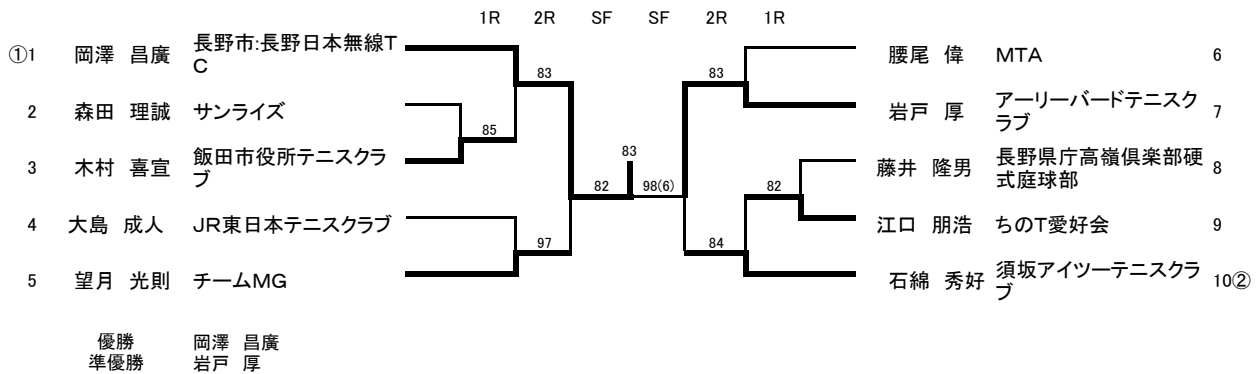 1R 2R SF SF 2R 1R
①1 岡澤 昌廣 長野市:長野日本無線T
C
2 森田 理誠 サンライズ
3 木村 喜宣 飯田市役所テニスクラ
ブ
4 大島 成人 JR東日本テニスクラブ
5 望月 光則 チームMG
83
85
97
82
83
98(6)
83
82
84
腰尾 偉 MTA 6
岩戸 厚 アーリーバードテニスク
ラブ 7
藤井 隆男 長野県庁高嶺倶楽部硬
式庭球部 8
江口 朋浩 ちのT愛好会 9
石綿 秀好 須坂アイツーテニスクラ
ブ 10②
優勝 岡澤 昌廣
準優勝 岩戸 厚